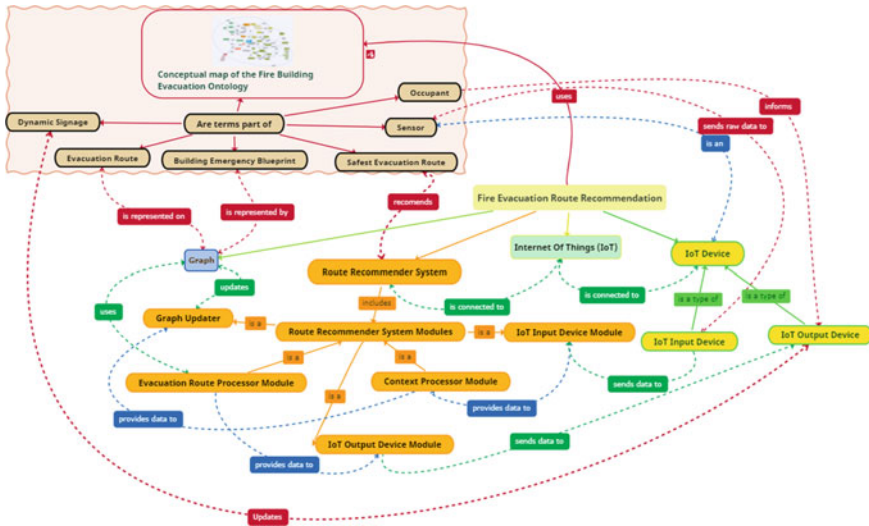 Conceptual map of the Fire Building
Evacuation Ontology
Occupant
uses
informs
Dynamic Signage
Are terms part of
Sensor
sends raw data to
is an
Evacuation Route
Building Emergency Blueprint
Safest Evacuation Route
recomends
Fire Evacuation Route Recommendation
is represented on
is represented by
Internet Of Things (IoT)
IoT Device
Graph
Route Recommender System
updates
is connected to
is connected to
includes
is a type of
is a type of
uses
Graph Updater
is a
Route Recommender System Modules
is a
IoT Input Device Module
IoT Input Device
IoT Output Device
is a
is a
Evacuation Route Processor Module
Context Processor Module
sends data to
is a
provides data to
provides data to
IoT Output Device Module
sends data to
provides data to
Updates